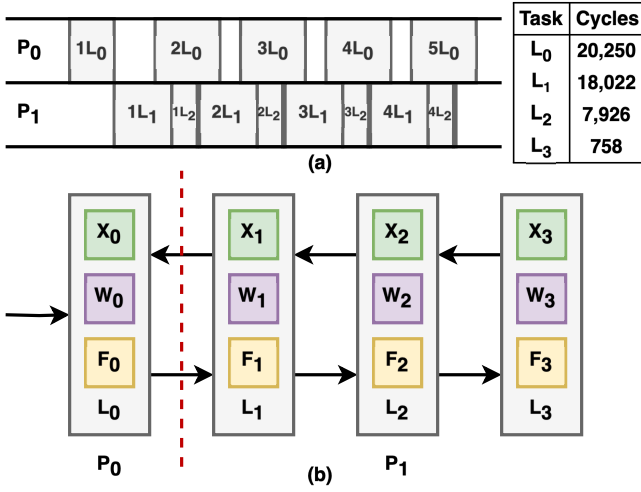 P0 1L0 2L0 3L0 4L0 5L0
P1 1L1 1L2 2L1 2L2 3L1 3L2 4L1 4L2
(a)
Task Cycles
L0 20,250
L1 18,022
L2 7,926
L3 758
X0 X1 X2 X3
W0 W1 W2 W3
F0 F1 F2 F3
L0 L1 L2 L3
P0 P1
(b)